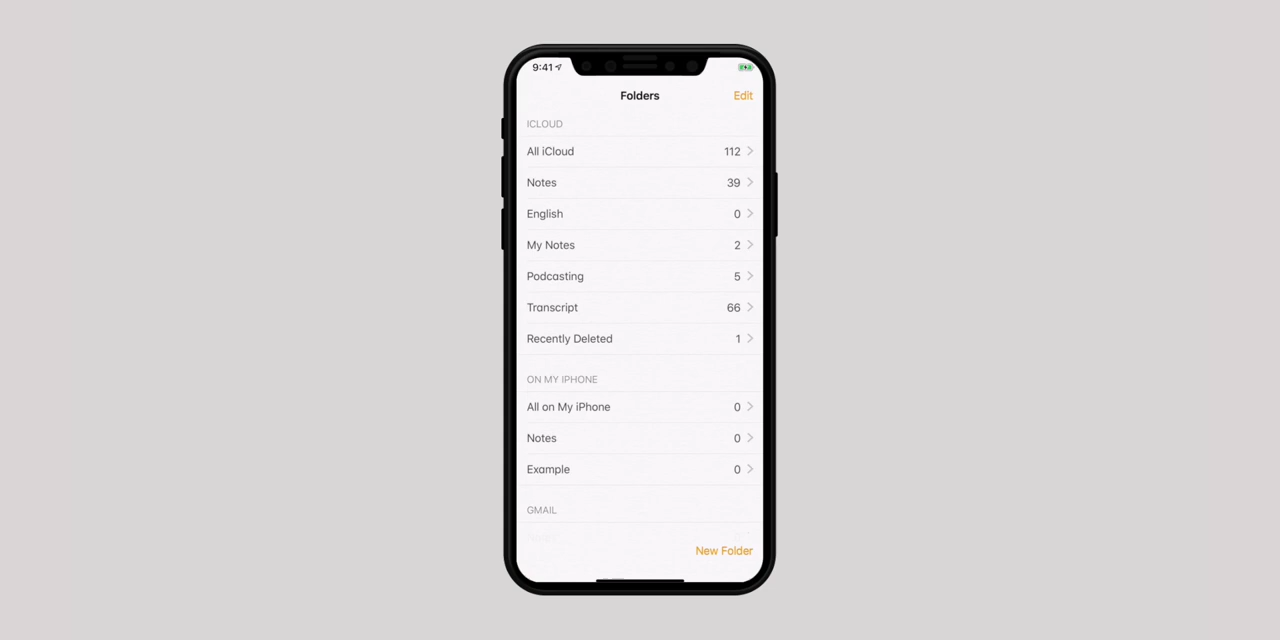 9:41
Folders
Edit
ICLOUD
All iCloud 112
Notes 39
English 0
My Notes 2
Podcasting 5
Transcript 66
Recently Deleted 1
ON MY IPHONE
All on My iPhone 0
Notes 0
Example 0
GMAIL
New Folder